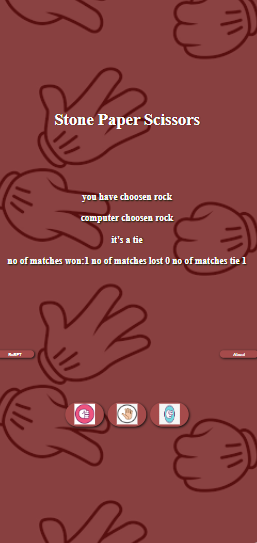 Stone Paper Scissors
you have choosen rock
computer choosen rock
it's a tie
no of matches won:1 no of matches lost 0 no of matches tie 1
About